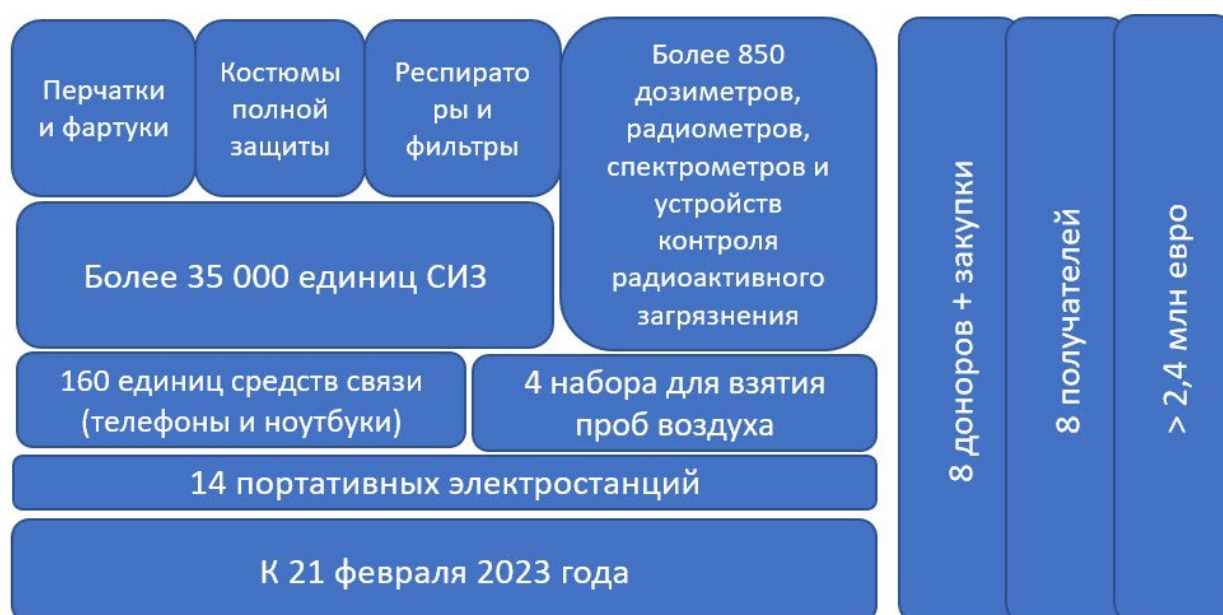 Перчатки
и фартуки
Костюмы
полной
защиты
Респирато
ры и
фильтры
Более 850
дозиметров,
радиометров,
спектрометров и
устройств
контроля
радиоактивного
загрязнения
Более 35 000 единиц СИЗ
160 единиц средств связи
(телефоны и ноутбуки)
4 набора для взятия
проб воздуха
14 портативных электростанций
К 21 февраля 2023 года
8 доноров + закупки
8 получателей
> 2,4 млн евро